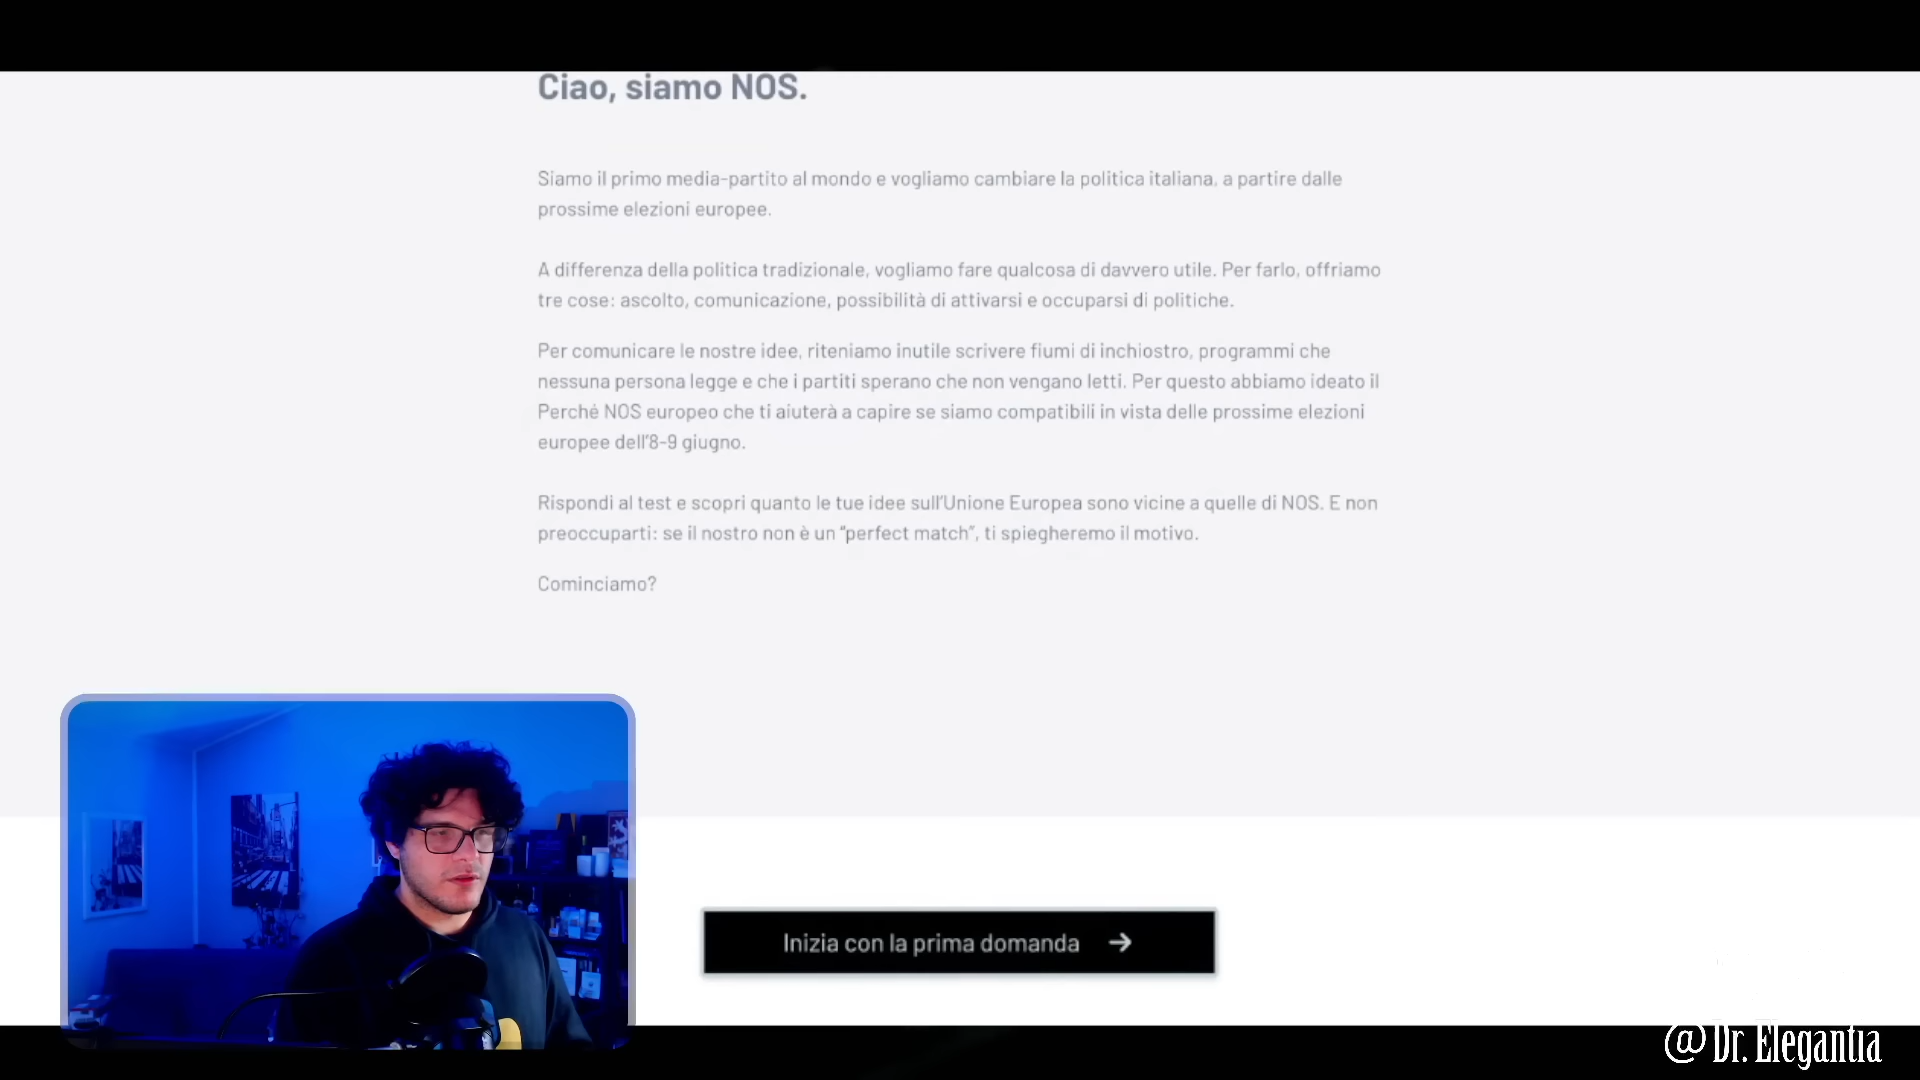 Ciao, siamo NOS.
Siamo il primo media-partito al mondo e vogliamo cambiare la politica italiana, a partire dalle
prossime elezioni europee.
A differenza della politica tradizionale, vogliamo fare qualcosa di davvero utile. Per farlo, offriamo
tre cose: ascolto, comunicazione, possibilità di attivarsi e occuparsi di politiche.
Per comunicare le nostre idee, riteniamo inutile scrivere fiumi di inchiostro, programmi che
nessuna persona legge e che i partiti sperano che non vengano letti. Per questo abbiamo ideato il
Perché NOS europeo che ti aiuterà a capire se siamo compatibili in vista delle prossime elezioni
europee dell'8-9 giugno.
Rispondi al test e scopri quanto le tue idee sull'Unione Europea sono vicine a quelle di NOS. E non
preoccuparti: se il nostro non è un "perfect match", ti spiegheremo il motivo.
Cominciamo?
Inizia con la prima domanda →
@Dr. Elegantia